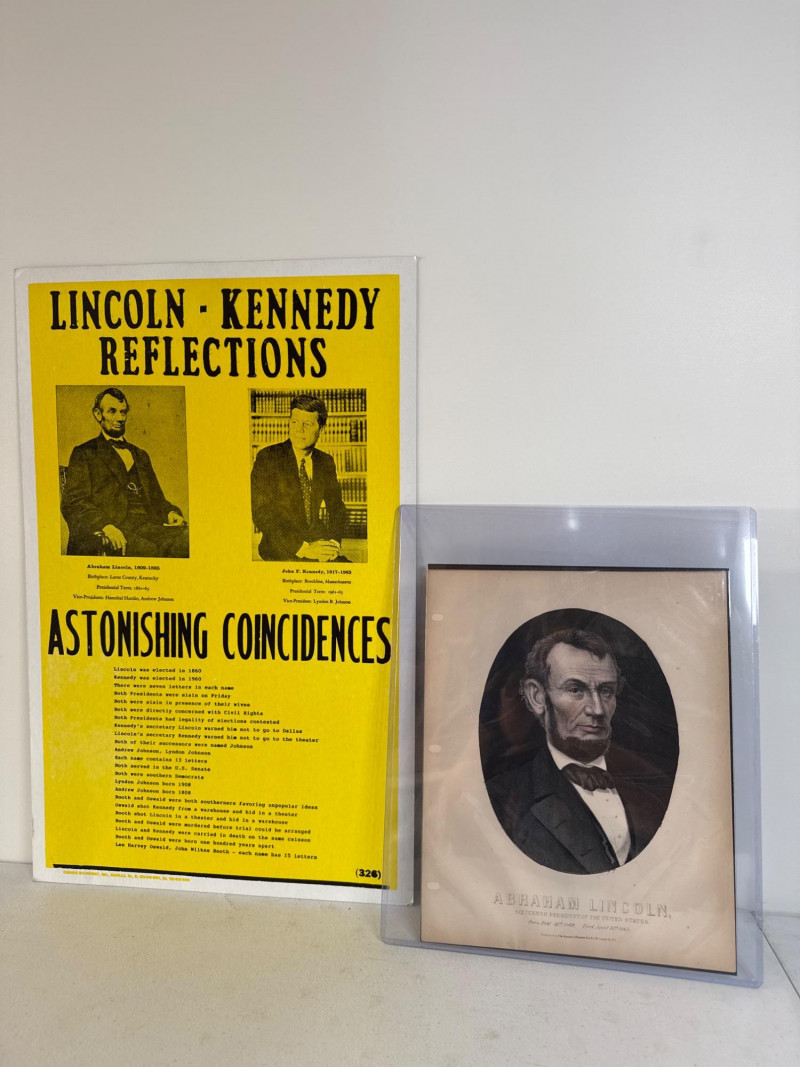 LINCOLN - KENNEDY
REFLECTIONS
Abraham Lincoln, 1809-1865
Birthplace: Larue County, Kentucky
Presidential Term: 1861-65
Vice-Presidents: Hannibal Hamlin, Andrew Johnson
John F. Kennedy, 1917-1963
Birthplace: Brookline, Massachusetts
Presidential Term: 1961-63
Vice-President: Lyndon B. Johnson
ASTONISHING COINCIDENCES
Lincoln was elected in 1860
Kennedy was elected in 1960
There were seven letters in each name
Both Presidents were slain on Friday
Both were slain in presence of their wives
Both were directly concerned with Civil Rights
Both Presidents had legality of elections contested
Kennedy's secretary Lincoln warned him not to go to Dallas
Lincoln's secretary Kennedy warned him not to go to the theater
Both of their successors were named Johnson
Andrew Johnson, Lyndon Johnson
Each name contains 13 letters
Both served in the U.S. Senate
Both were southern Democrats
Lyndon Johnson born 1908
Andrew Johnson born 1808
Booth and Oswald were both southerners favoring unpopular ideas
Oswald shot Kennedy from a warehouse and hid in a theater
Booth shot Lincoln in a theater and hid in a warehouse
Booth and Oswald were murdered before trial could be arranged
Lincoln and Kennedy were carried in death on the same caisson
Booth and Oswald were born one hundred years apart
Lee Harvey Oswald, John Wilkes Booth - each name has 15 letters
(326)
ABRAHAM LINCOLN,
SIXTEENTH PRESIDENT OF THE UNITED STATES.
Born Feb. 12th 1809. Died April 15th 1865.